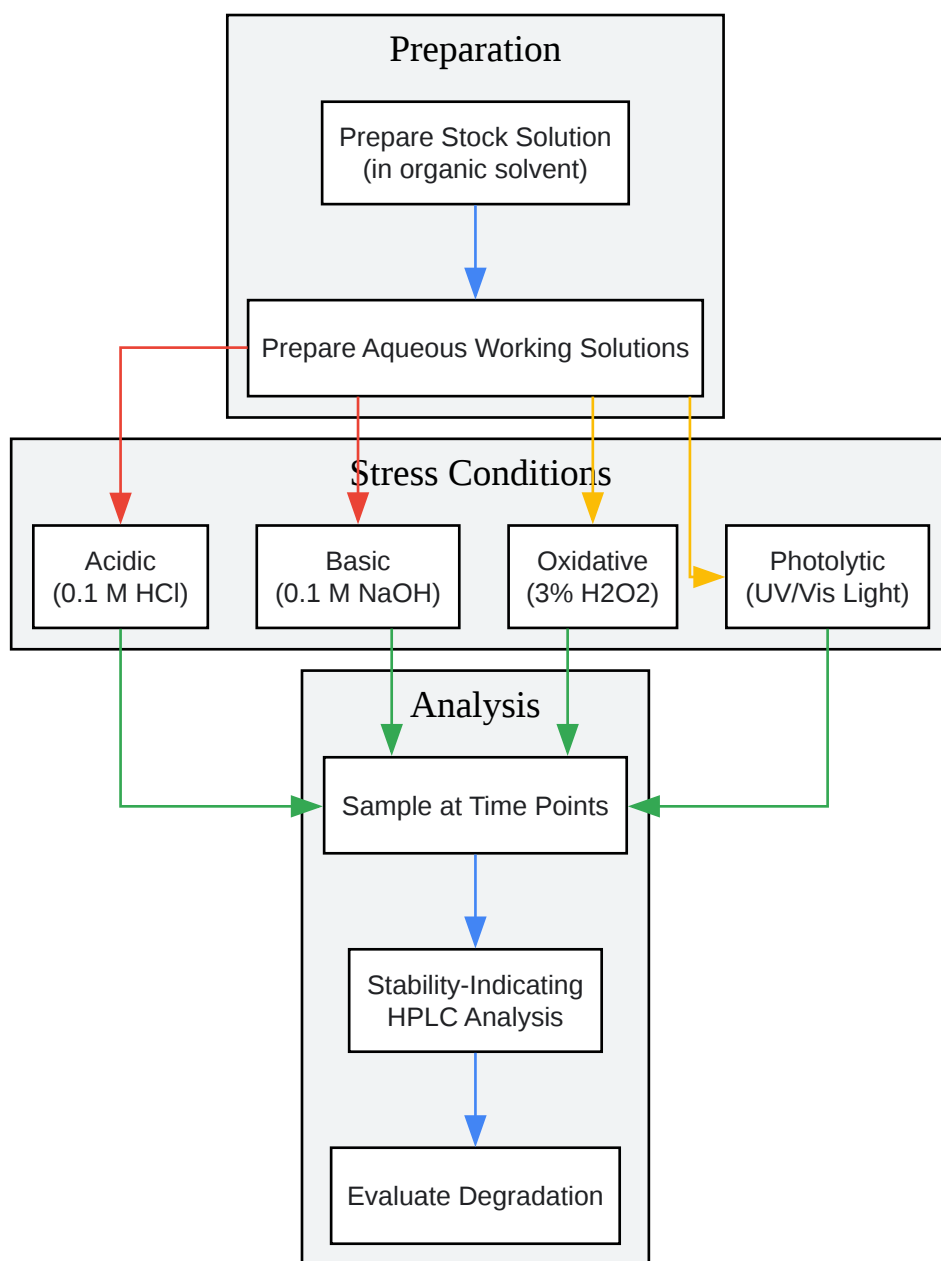 Preparation
Prepare Stock Solution
(in organic solvent)
Prepare Aqueous Working Solutions
Stress Conditions
Acidic
(0.1 M HCl)
Basic
(0.1 M NaOH)
Oxidative
(3% H2O2)
Photolytic
(UV/Vis Light)
Analysis
Sample at Time Points
Stability-Indicating
HPLC Analysis
Evaluate Degradation